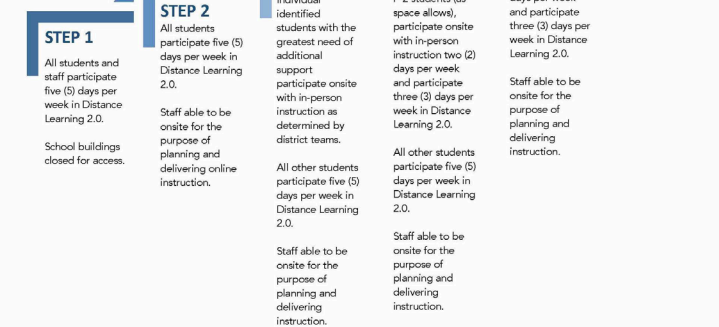 STEP 1
All students and
staff participate
five (5) days per
week in Distance
Learning 2.0.
School buildings
closed for access.
STEP 2
All students
participate five (5)
days per week in
Distance Learning
2.0.
Staff able to be
onsite for the
purpose of
planning and
delivering online
instruction.
individual
identified
students with the
greatest need of
additional
support
participate onsite
with in-person
instruction as
determined by
district teams.
All other students
participate five (5)
days per week in
Distance Learning
2.0.
Staff able to be
onsite for the
purpose of
planning and
delivering
instruction.
space allows),
participate onsite
with in-person
instruction two (2)
days per week
and participate
three (3) days per
week in Distance
Learning 2.0.
All other students
participate five (5)
days per week in
Distance Learning
2.0.
Staff able to be
onsite for the
purpose of
planning and
delivering
instruction.
days per week
and participate
three (3) days per
week in Distance
Learning 2.0.
Staff able to be
onsite for the
purpose of
planning and
delivering
instruction.